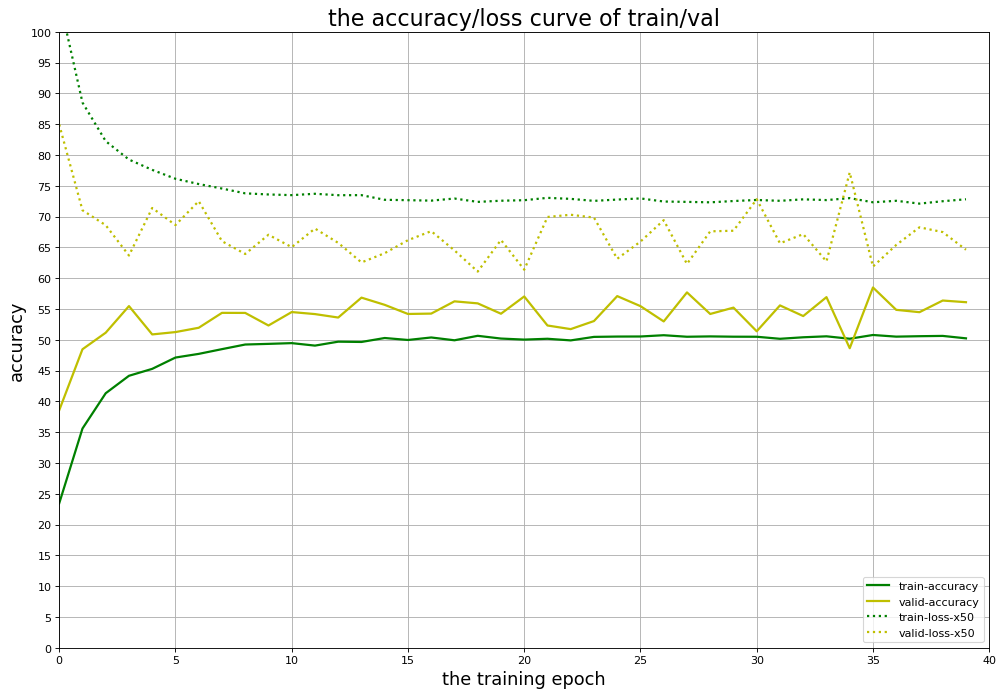 the accuracy/loss curve of train/val
100
95
90
85
80
75
70
65
60
55
50
45
40
35
30
25
20
15
10
5
0
accuracy
0 5 10 15 20 25 30 35 40
the training epoch
train-accuracy
valid-accuracy
train-loss-x50
valid-loss-x50